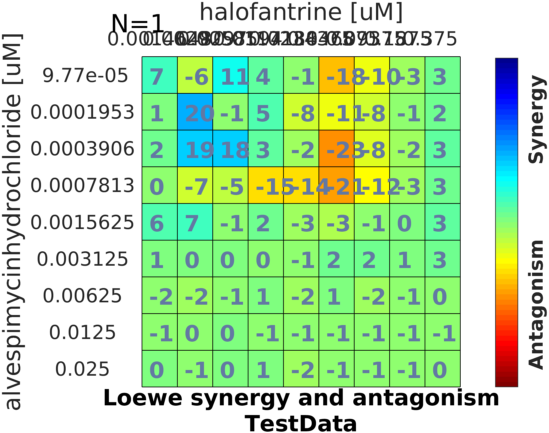 halofantrine [uM]
N=1
alvespimycinhydrochloride [uM]
9.77e-05 7 -6 11 4 -1 -18 -10 -3 3
0.0001953 1 20 -1 5 -8 -11 -8 -1 2
0.0003906 2 19 18 3 -2 -23 -8 -2 3
0.0007813 0 -7 -5 -15 -14 -21 -12 -3 3
0.0015625 6 7 -1 2 -3 -3 -1 0 3
0.003125 1 0 0 0 -1 2 2 1 3
0.00625 -2 -2 -1 1 -2 1 -2 -1 0
0.0125 -1 0 0 -1 -1 -1 -1 -1 -1
0.025 0 -1 0 1 -2 -1 -1 -1 0
Synergy
Antagonism
Loewe synergy and antagonism
TestData